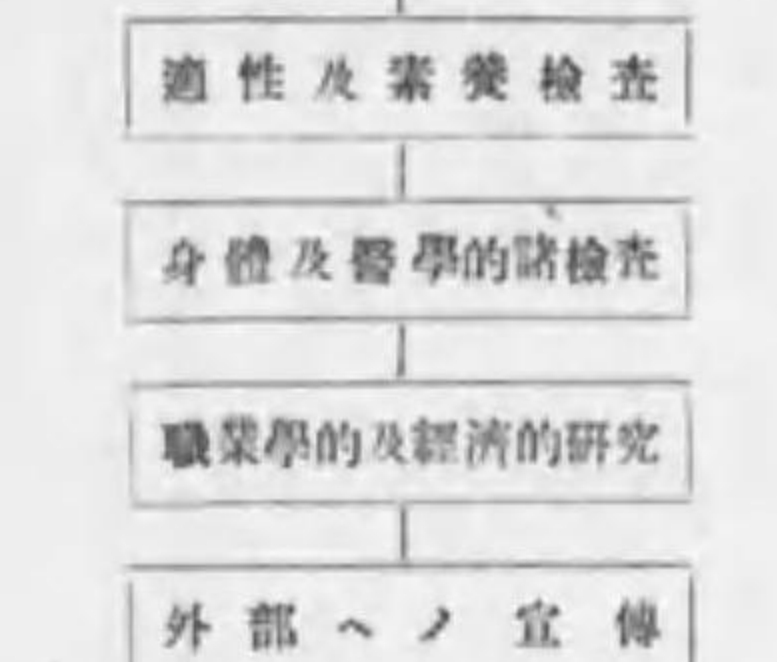 適性及素養檢査
身體及醫學的諸檢査
職業學的及經濟的硏究
外部ヘノ宣傳